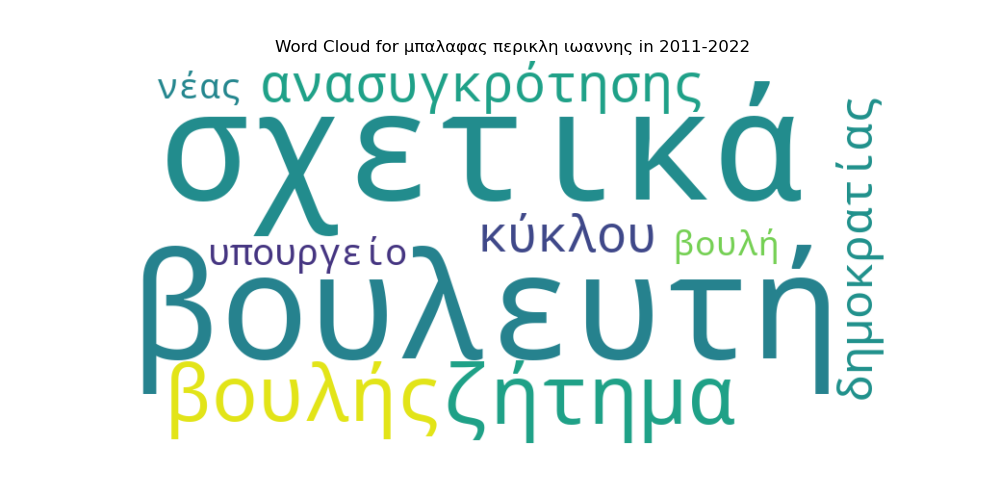 Word Cloud for μπαλαφας περικλη ιωαννης in 2011-2022
νέας
ανασυγκρότησης
σχετικά
δημοκρατίας
υπουργείο
κύκλου
βουλή
βουλευτή
βουλής
ζήτημα